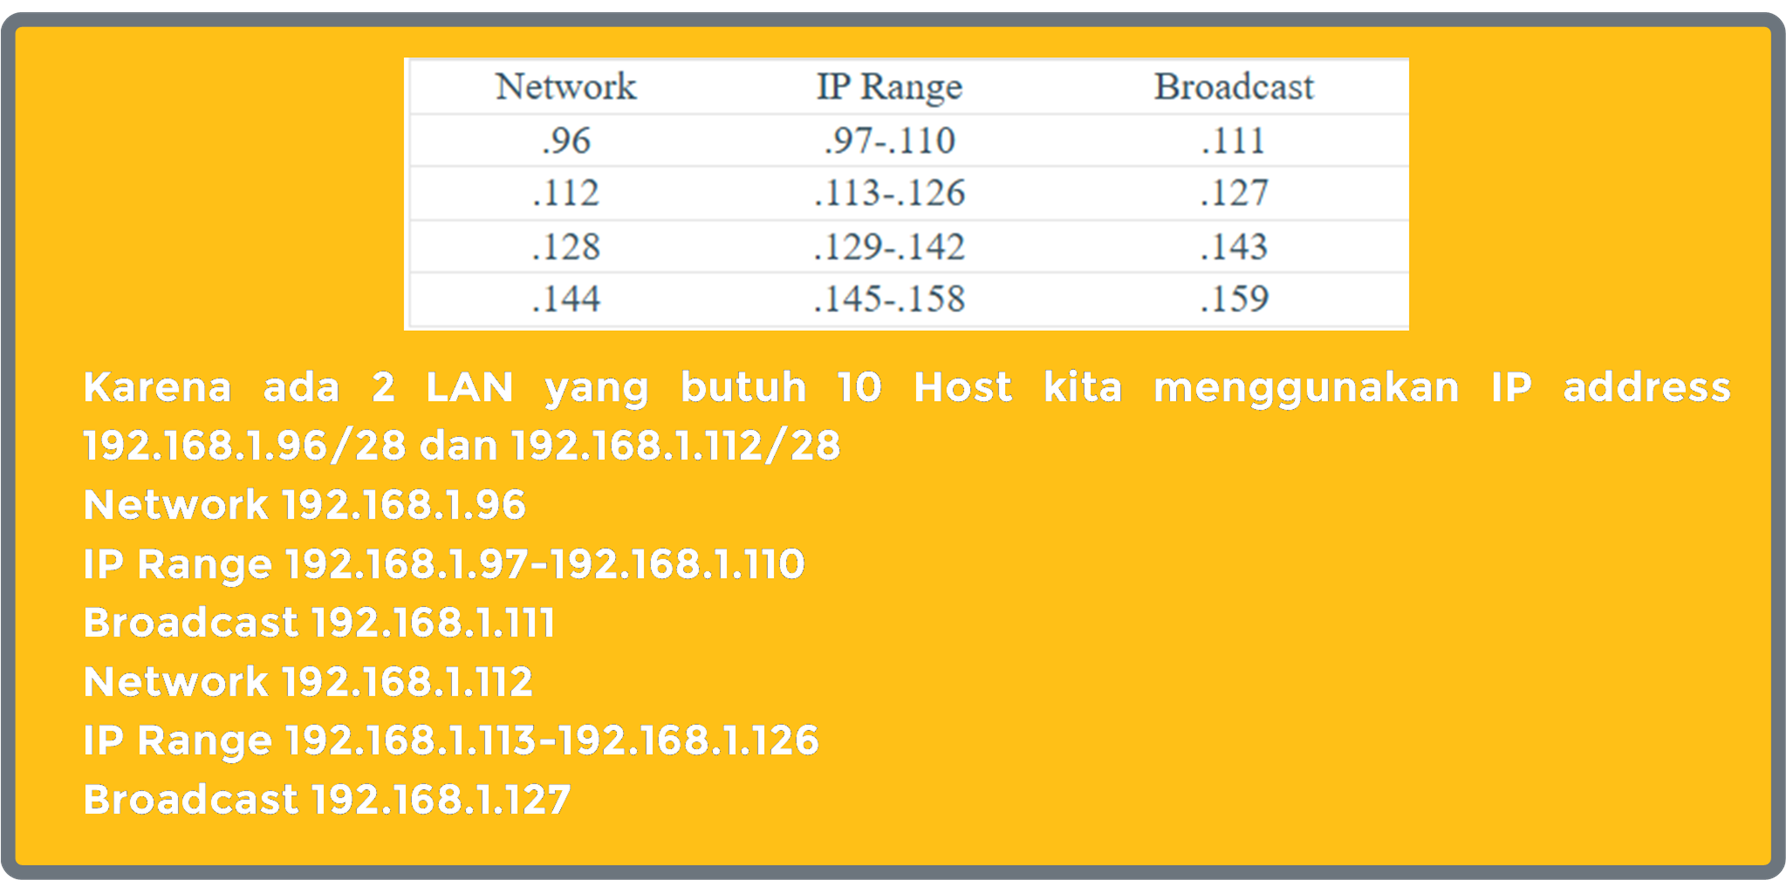 Network IP Range Broadcast
.96 .97-.110 .111
.112 .113-.126 .127
.128 .129-.142 .143
.144 .145-.158 .159
Karena ada 2 LAN yang butuh 10 Host kita menggunakan IP address
192.168.1.96/28 dan 192.168.1.112/28
Network 192.168.1.96
IP Range 192.168.1.97-192.168.1.110
Broadcast 192.168.1.111
Network 192.168.1.112
IP Range 192.168.1.113-192.168.1.126
Broadcast 192.168.1.127